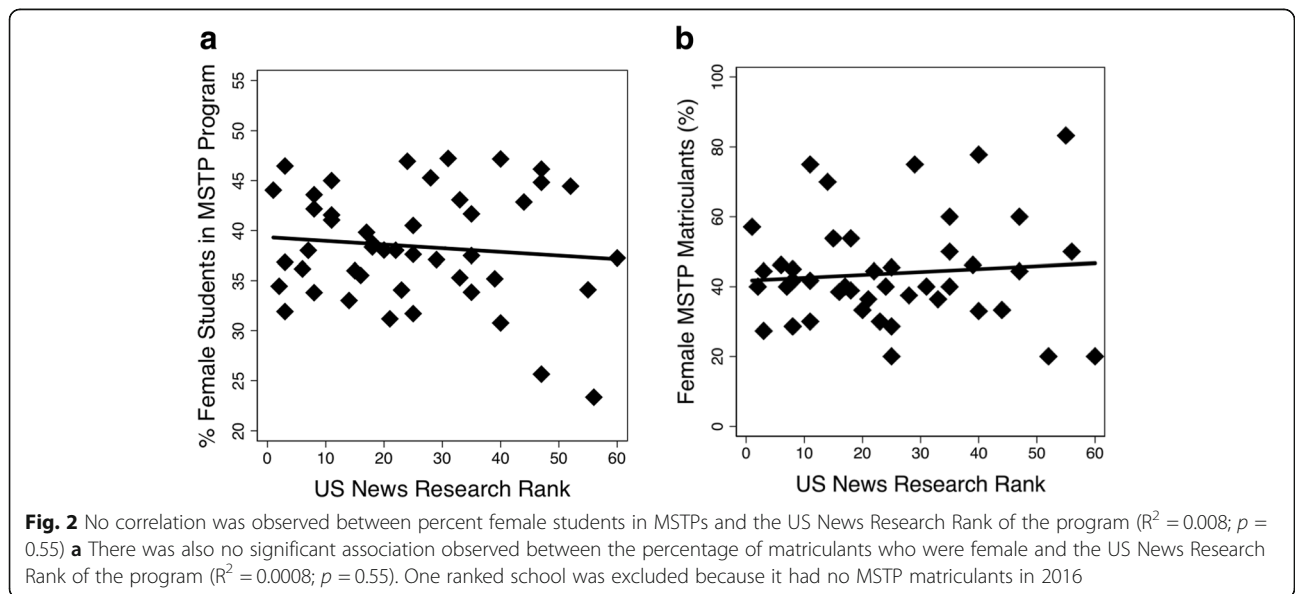 a
% Female Students in MSTP Program
55
50
45
40
35
30
25
20
0 10 20 30 40 50 60
US News Research Rank
b
Female MSTP Matriculants (%)
100
80
60
40
20
0
0 10 20 30 40 50 60
US News Research Rank
Fig. 2 No correlation was observed between percent female students in MSTPs and the US News Research Rank of the program (R² = 0.008; p =
0.55) a There was also no significant association observed between the percentage of matriculants who were female and the US News Research
Rank of the program (R² = 0.0008; p = 0.55). One ranked school was excluded because it had no MSTP matriculants in 2016